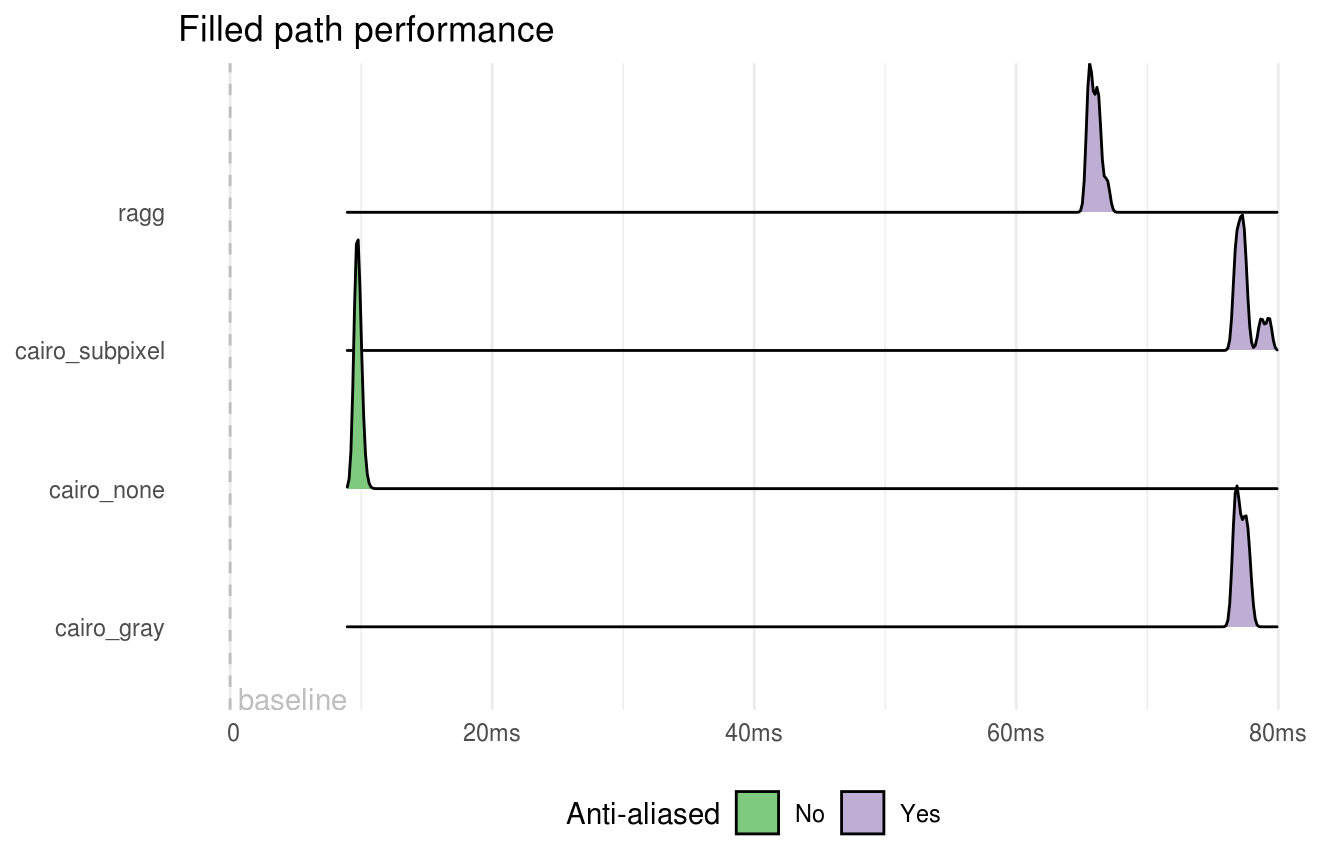 Filled path performance
ragg
cairo_subpixel
cairo_none
cairo_gray
baseline
0 20ms 40ms 60ms 80ms
Anti-aliased No Yes